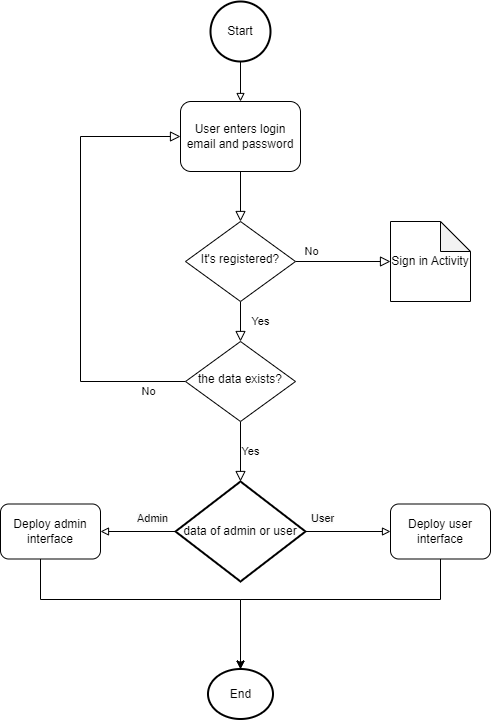 Start
User enters login
email and password
It's registered?
No
Sign in Activity
Yes
the data exists?
No
Yes
Deploy admin
interface
Admin
data of admin or user
User
Deploy user
interface
End